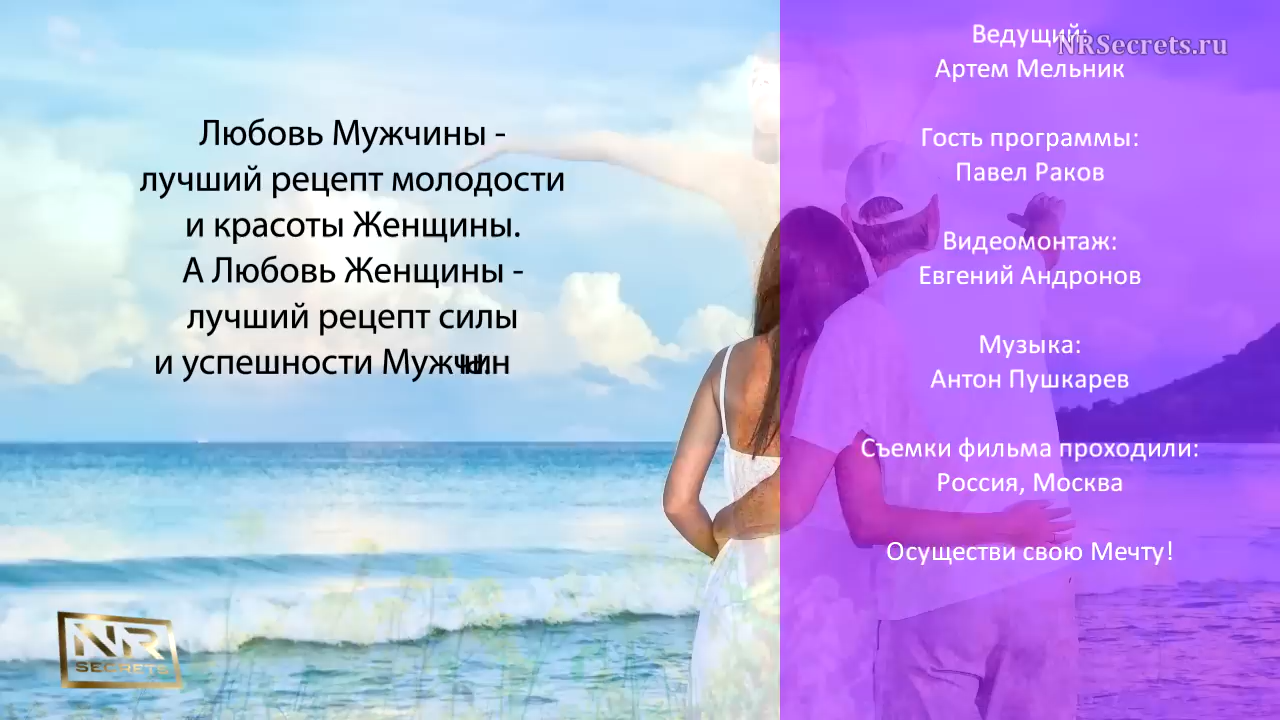 Любовь Мужчины -
лучший рецепт молодости
и красоты Женщины.
А Любовь Женщины -
лучший рецепт силы
и успешности
NRSecrets.ru
Ведущий:
Артем Мельник
Гость программы:
Павел Раков
Видеомонтаж:
Евгений Андронов
Музыка:
Антон Пушкарев
Съемки фильма проходили:
Россия, Москва
Осуществи свою Мечту!
NR
SECRETS